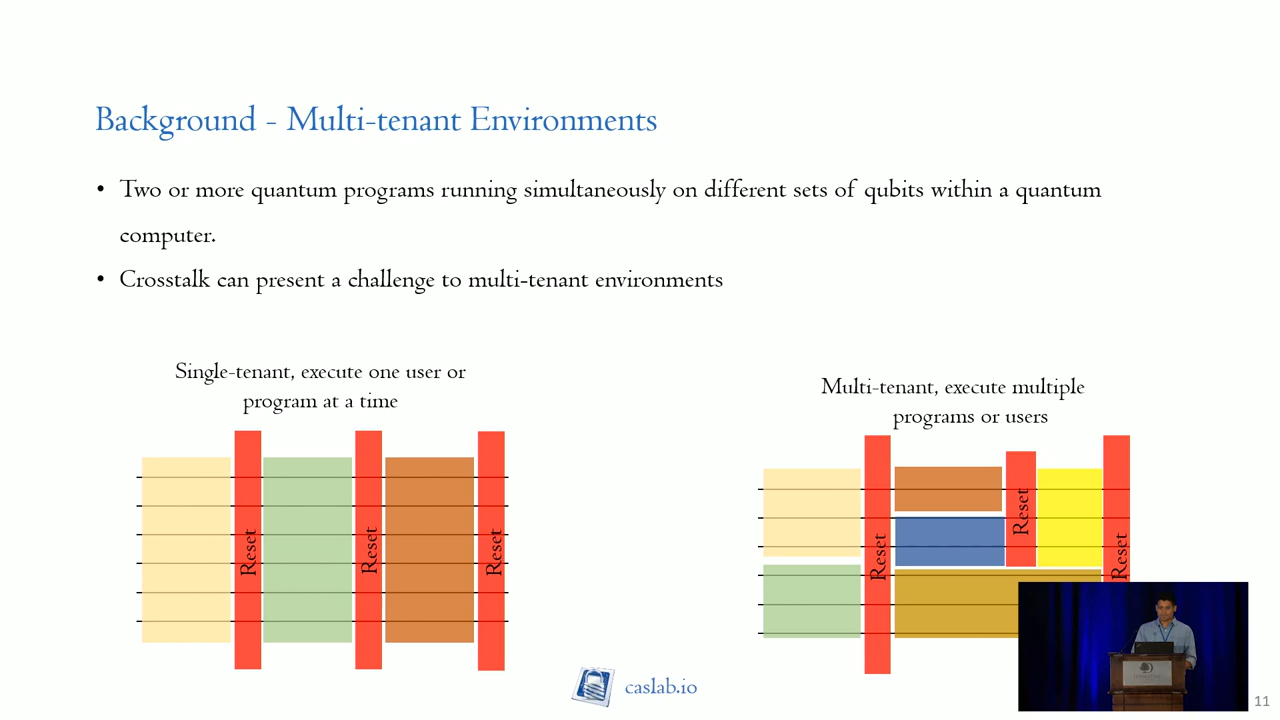 Background - Multi-tenant Environments
• Two or more quantum programs running simultaneously on different sets of qubits within a quantum
computer.
• Crosstalk can present a challenge to multi-tenant environments
Single-tenant, execute one user or
program at a time
Multi-tenant, execute multiple
programs or users
Reset
Reset
Reset
Reset
Reset
Reset
caslab.io
11